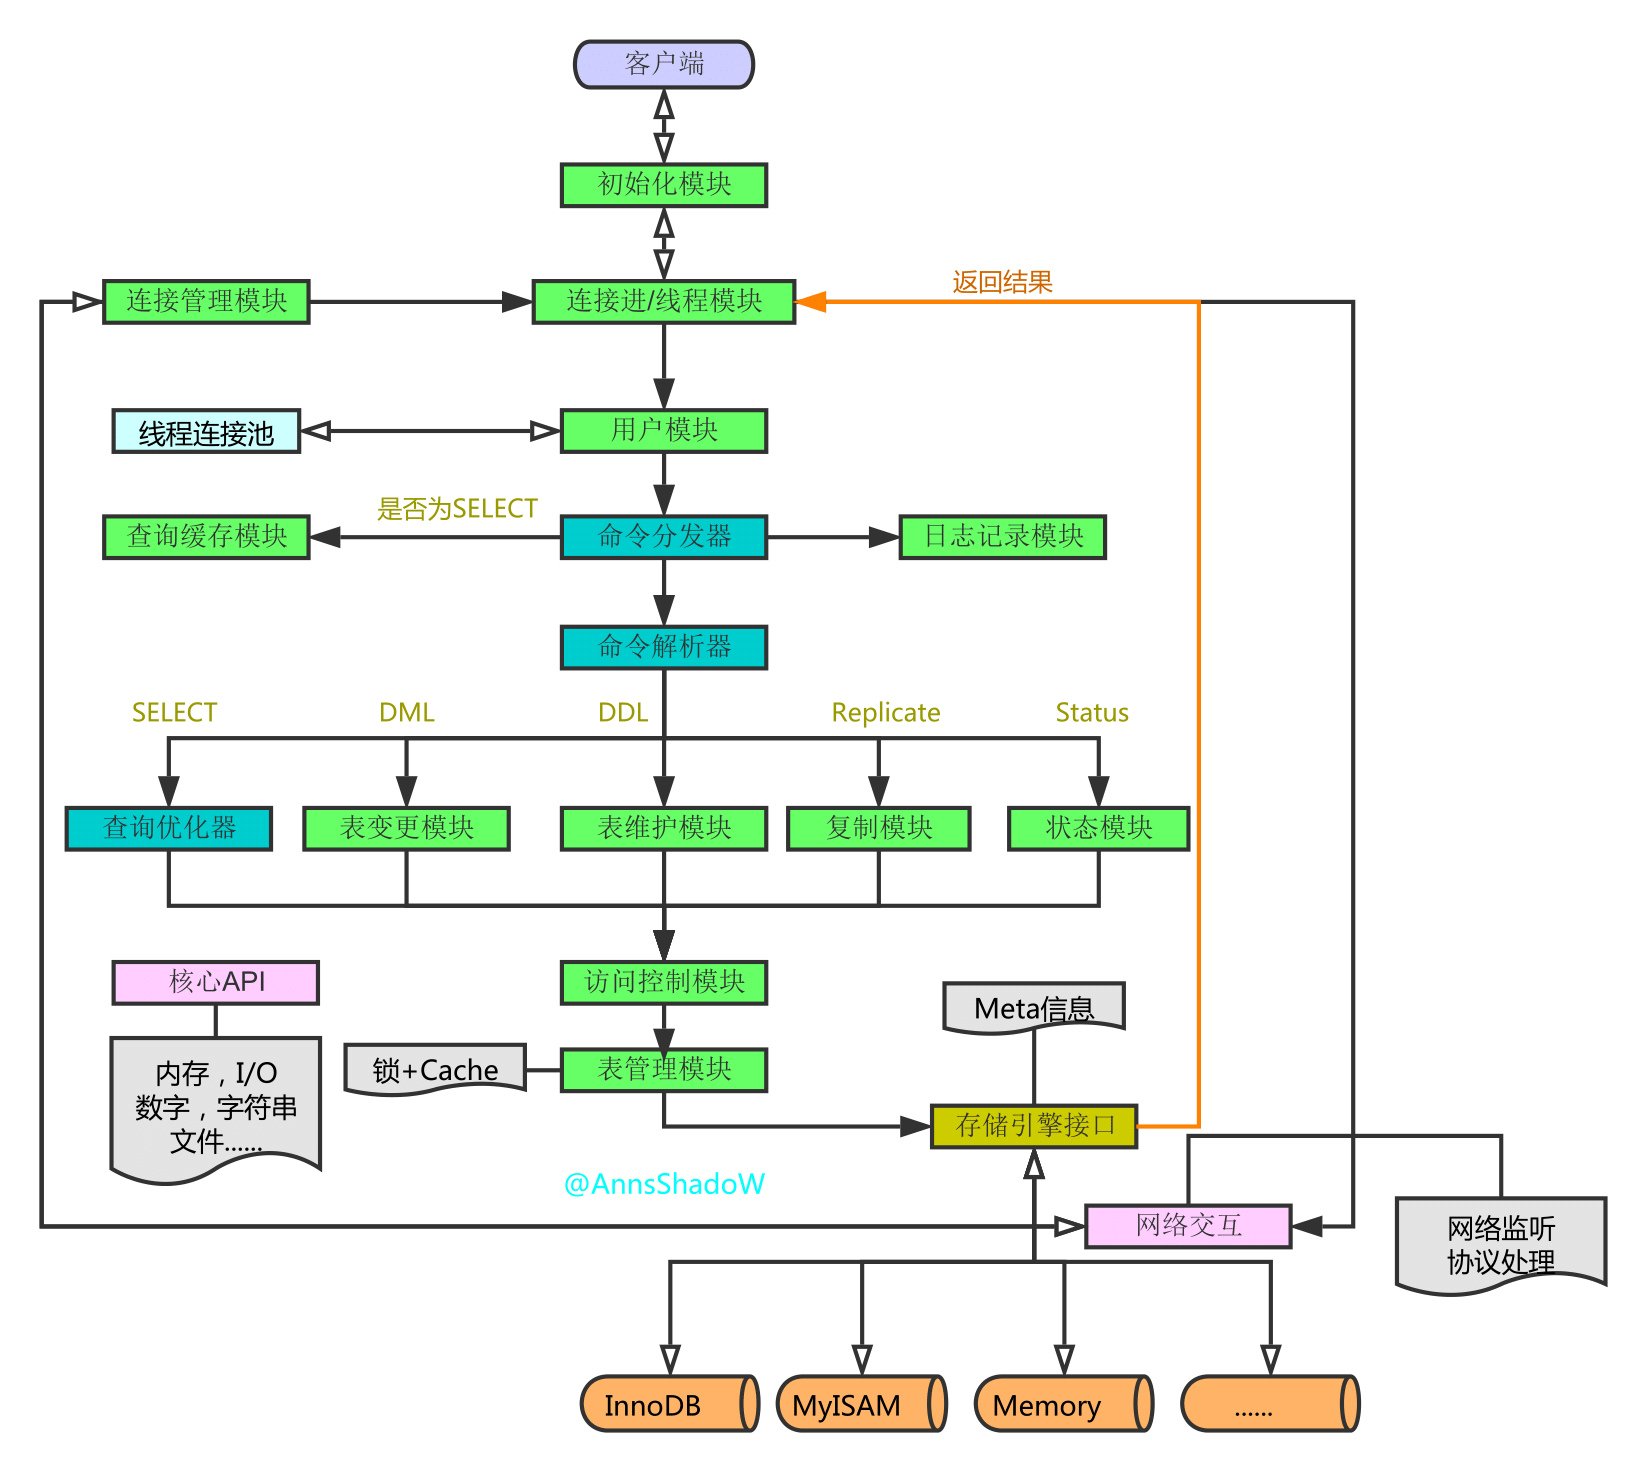 客户端
初始化模块
返回结果
连接管理模块
连接进/线程模块
线程连接池
用户模块
是否为SELECT
查询缓存模块
命令分发器
日志记录模块
命令解析器
SELECT
DML
DDL
Replicate
Status
查询优化器
表变更模块
表维护模块
复制模块
状态模块
核心API
访问控制模块
Meta信息
内存，I/O
数字，字符串
文件......
锁+Cache
表管理模块
存储引擎接口
@AnnsShadoW
网络交互
网络监听
协议处理
InnoDB
MyISAM
Memory
......